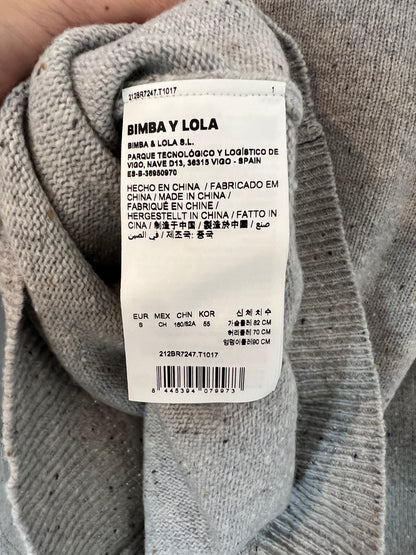 212BR7247.T1017 1
BIMBA Y LOLA
BIMBA & LOLA S.L.
PARQUE TECNOLÓGICO Y LOGÍSTICO DE
VIGO, NAVE D13, 36315 VIGO - SPAIN
ES-B-36950970
HECHO EN CHINA / FABRICADO EM
CHINA / MADE IN CHINA /
FABRIQUÉ EN CHINE /
HERGESTELLT IN CHINA / FATTO IN
CINA / 制造于中国 / 製造於中國 / صنع
في الصين / 제조국: 중국
EUR MEX CHN KOR 신체치수
S CH 160/82A 55 가슴둘레 82 CM
허리둘레 70 CM
엉덩이둘레90 CM
212BR7247.T1017
8 445394 079973